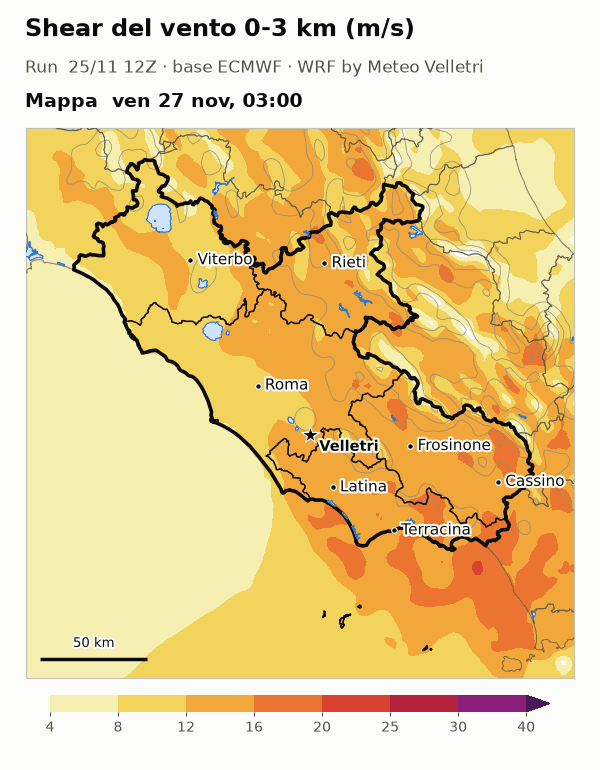 Shear del vento 0-3 km (m/s)
Run  25/11 12Z · base ECMWF · WRF by Meteo Velletri
Mappa  ven 27 nov, 03:00
Viterbo
Rieti
Roma
Velletri
Frosinone
Cassino
Latina
Terracina
50 km
4 8 12 16 20 25 30 40